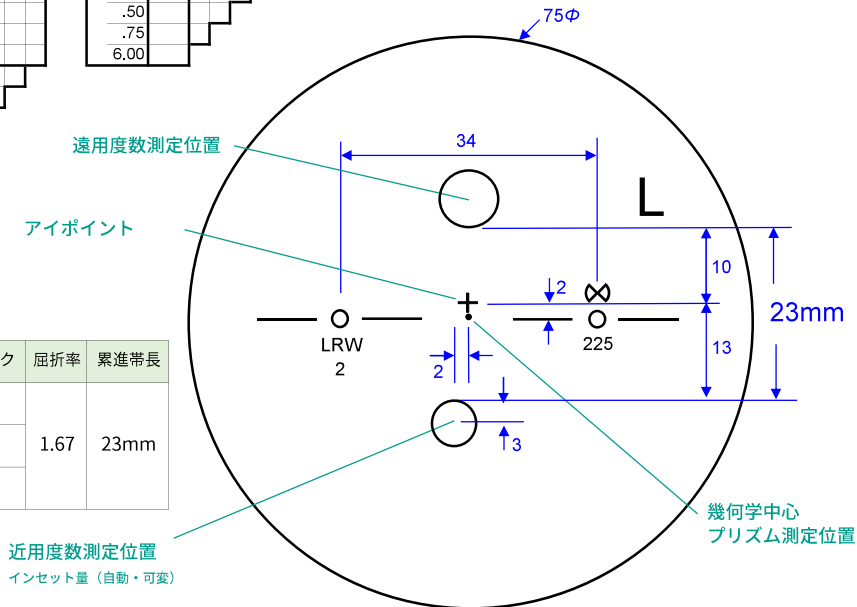 .50
.75
6.00
75Φ
遠用度数測定位置
34
L
アイポイント
10
2
23mm
LRW
2
225
13
2
ク
屈折率
累進帯長
1.67
23mm
3
幾何学中心
プリズム測定位置
近用度数測定位置
インセット量（自動・可変）